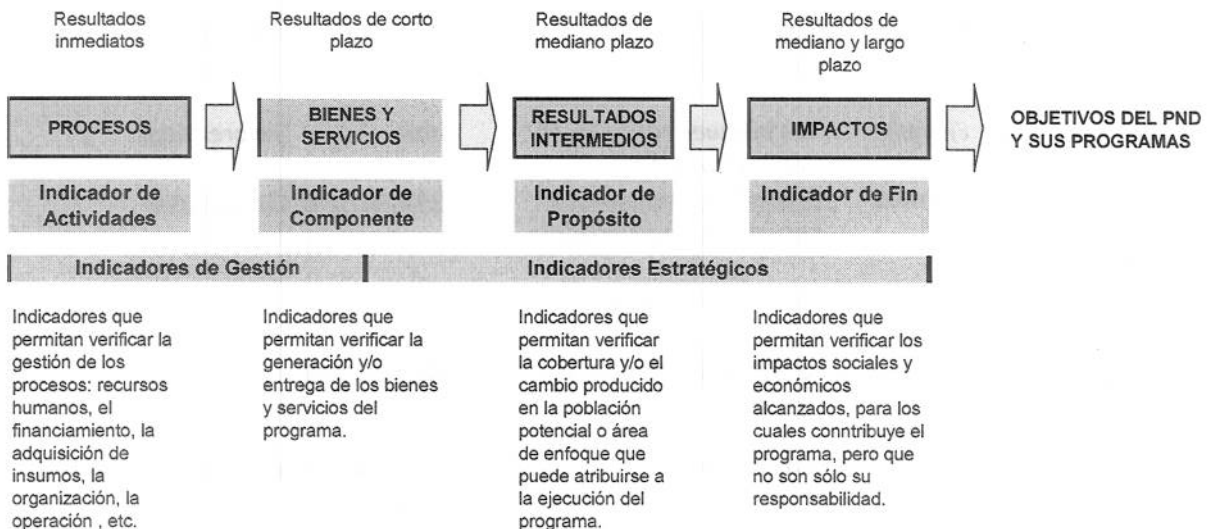 Resultados
inmediatos
Resultados de corto
plazo
Resultados de
mediano plazo
Resultados de
mediano y largo
plazo
PROCESOS
BIENES Y
SERVICIOS
RESULTADOS
INTERMEDIOS
IMPACTOS
OBJETIVOS DEL PND
Y SUS PROGRAMAS
Indicador de
Actividades
Indicador de
Componente
Indicador de
Propósito
Indicador de Fin
Indicadores de Gestión
Indicadores Estratégicos
Indicadores que
permitan verificar la
gestión de los
procesos: recursos
humanos, el
financiamiento, la
adquisición de
insumos, la
organización, la
operación , etc.
Indicadores que
permitan verificar la
generación y/o
entrega de los bienes
y servicios del
programa.
Indicadores que
permitan verificar
la cobertura y/o el
cambio producido
en la población
potencial o área
de enfoque que
puede atribuirse a
la ejecución del
programa.
Indicadores que
permitan verificar los
impactos sociales y
económicos
alcanzados, para los
cuales conntribuye el
programa, pero que
no son sólo su
responsabilidad.